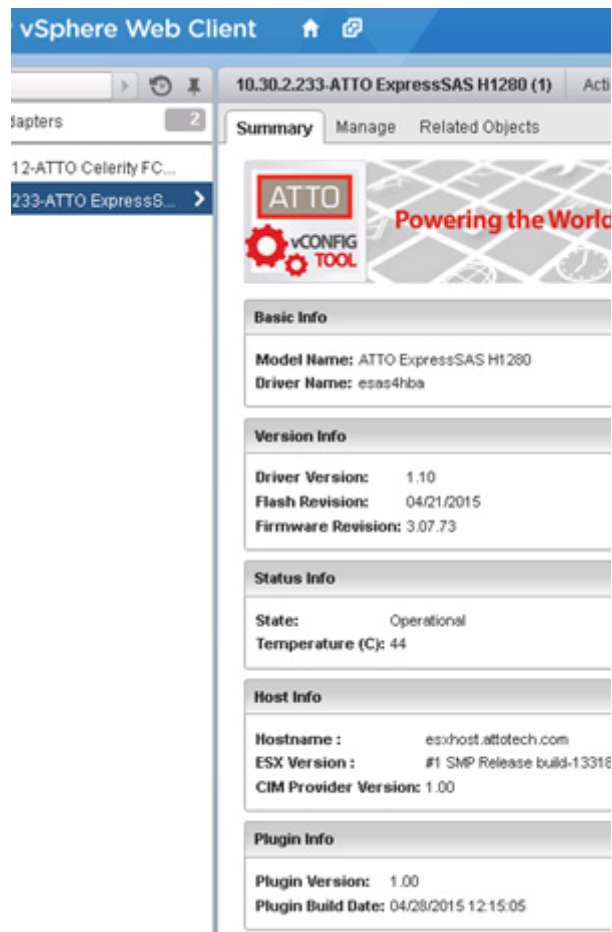 vSphere Web Client
10.30.2.233-ATTO ExpressSAS H1280 (1) Acti
dapters 2
Summary Manage Related Objects
12-ATTO Celerity FC...
233-ATTO ExpressS...
ATTO
vCONFIG
TOOL
Powering the World
Basic Info
Model Name: ATTO ExpressSAS H1280
Driver Name: esas4hba
Version Info
Driver Version: 1.10
Flash Revision: 04/21/2015
Firmware Revision: 3.07.73
Status Info
State: Operational
Temperature (C): 44
Host Info
Hostname : esxhost.attotech.com
ESX Version : #1 SMP Release build-13318
CIM Provider Version: 1.00
Plugin Info
Plugin Version: 1.00
Plugin Build Date: 04/28/2015 12:15:05